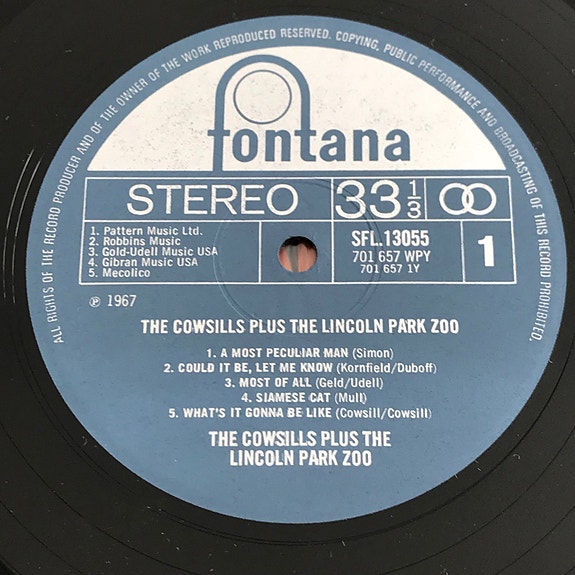 ALL RIGHTS OF THE RECORD PRODUCER AND OF THE OWNER OF THE WORK REPRODUCED RESERVED. COPYING, PUBLIC PERFORMANCE AND BROADCASTING OF THIS RECORD PROHIBITED.
fontana
STEREO 33 1/3
1. Pattern Music Ltd.
2. Robbins Music
3. Gold-Udell Music USA
4. Gibran Music USA
5. Mecolico
SFL.13055
701 657 WPY
701 657 1Y
1
℗ 1967
THE COWSILLS PLUS THE LINCOLN PARK ZOO
1. A MOST PECULIAR MAN (Simon)
2. COULD IT BE, LET ME KNOW (Kornfield/Duboff)
3. MOST OF ALL (Geld/Udell)
4. SIAMESE CAT (Mull)
5. WHAT'S IT GONNA BE LIKE (Cowsill/Cowsill)
THE COWSILLS PLUS THE
LINCOLN PARK ZOO